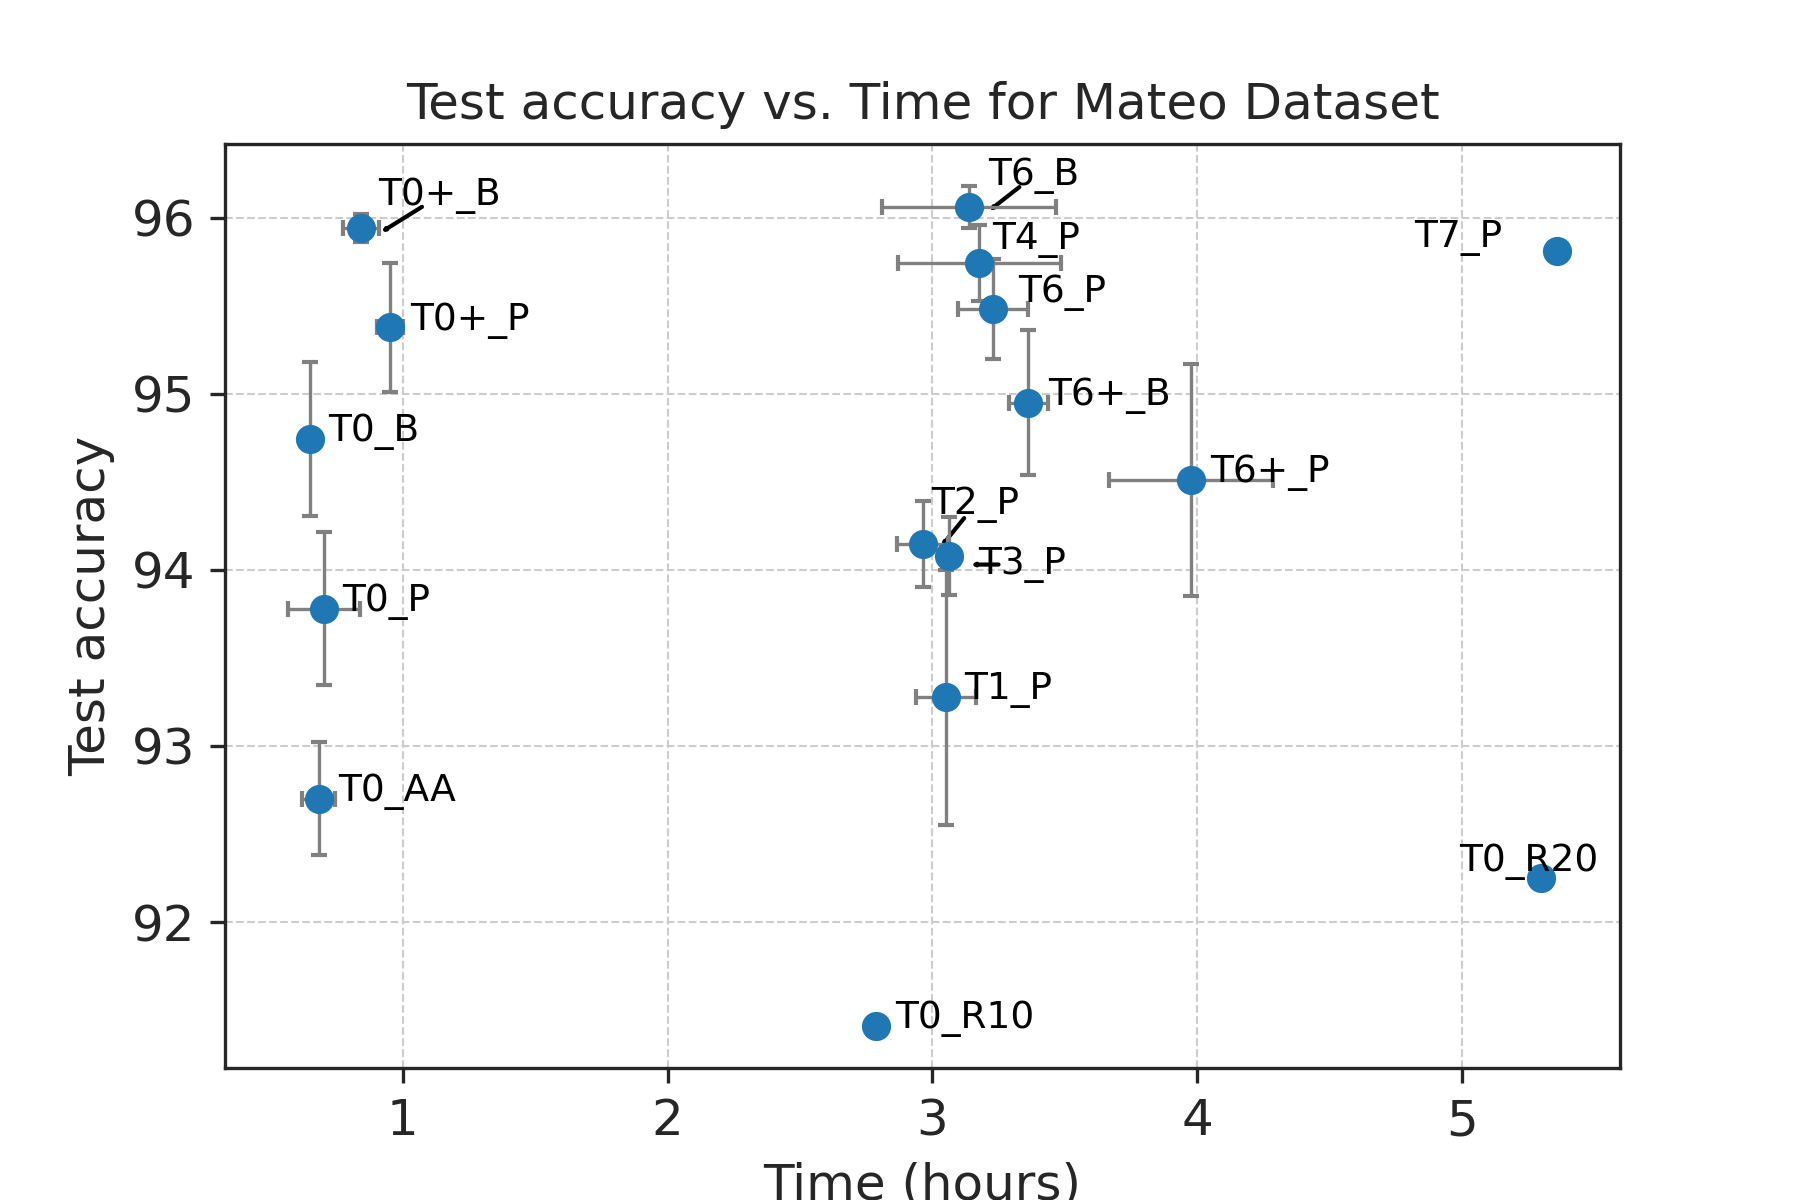 Test accuracy vs. Time for Mateo Dataset
T6_B
T0+_B
96
T4_P
T7_P
T6_P
T0+_P
95
T6+_B
T0_B
T6+_P
T2_P
94
T3_P
T0_P
T1_P
93
T0_AA
T0_R20
92
T0_R10
Test accuracy
1 2 3 4 5
Time (hours)